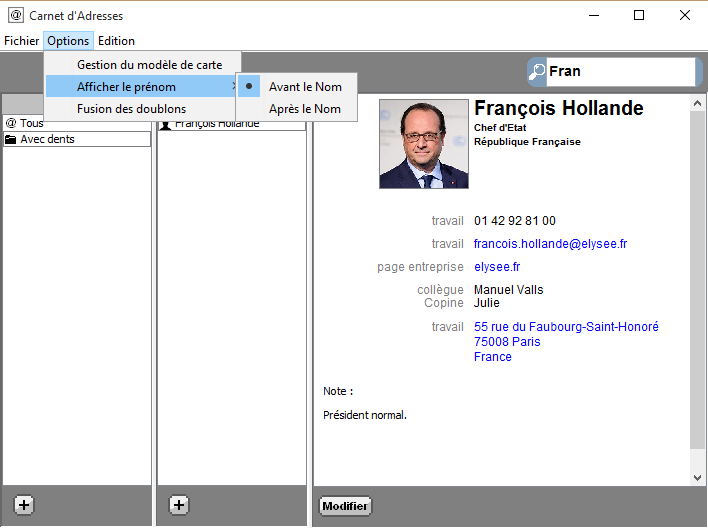 @ Carnet d'Adresses
Fichier Options Edition
Gestion du modèle de carte
Afficher le prénom
Fusion des doublons
Avant le Nom
Après le Nom
Fran
@ Tous
Avec dents
François Hollande
François Hollande
Chef d'Etat
République Française
travail 01 42 92 81 00
travail francois.hollande@elysee.fr
page entreprise elysee.fr
collègue Manuel Valls
Copine Julie
travail 55 rue du Faubourg-Saint-Honoré
75008 Paris
France
Note :
Président normal.
+ + Modifier